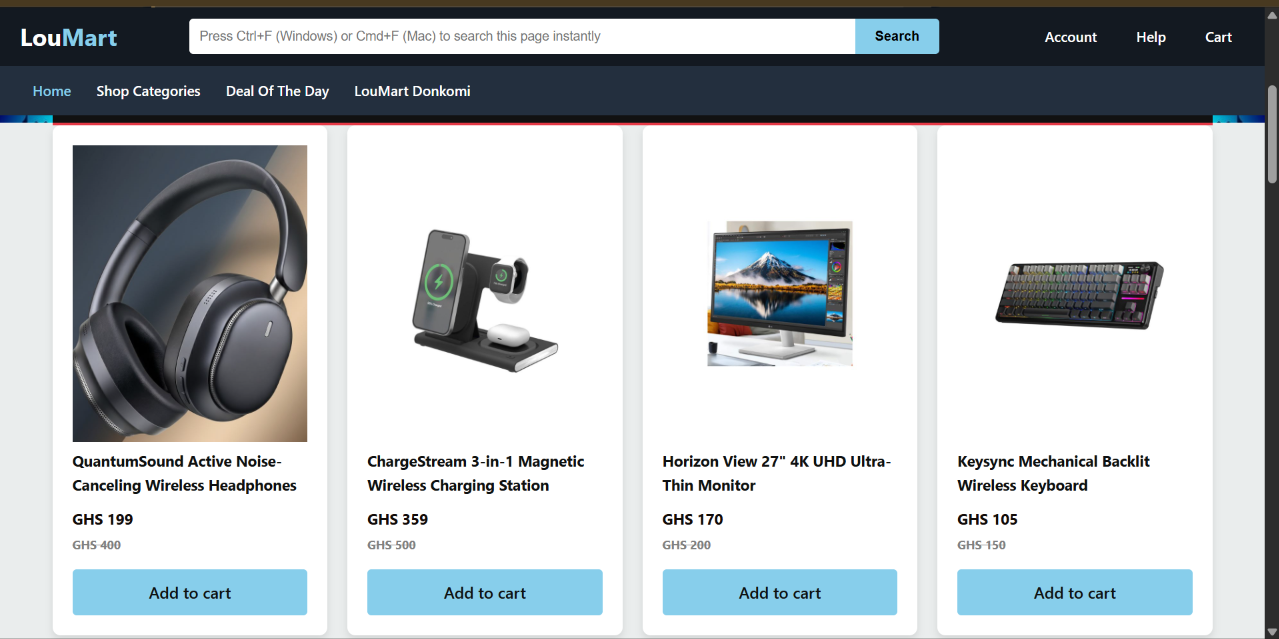 LouMart
Press Ctrl+F (Windows) or Cmd+F (Mac) to search this page instantly
Search
Account
Help
Cart
Home
Shop Categories
Deal Of The Day
LouMart Donkomi
QuantumSound Active Noise-
Canceling Wireless Headphones
GHS 199
GHS 400
Add to cart
ChargeStream 3-in-1 Magnetic
Wireless Charging Station
GHS 359
GHS 500
Add to cart
Horizon View 27" 4K UHD Ultra-
Thin Monitor
GHS 170
GHS 200
Add to cart
Keysync Mechanical Backlit
Wireless Keyboard
GHS 105
GHS 150
Add to cart